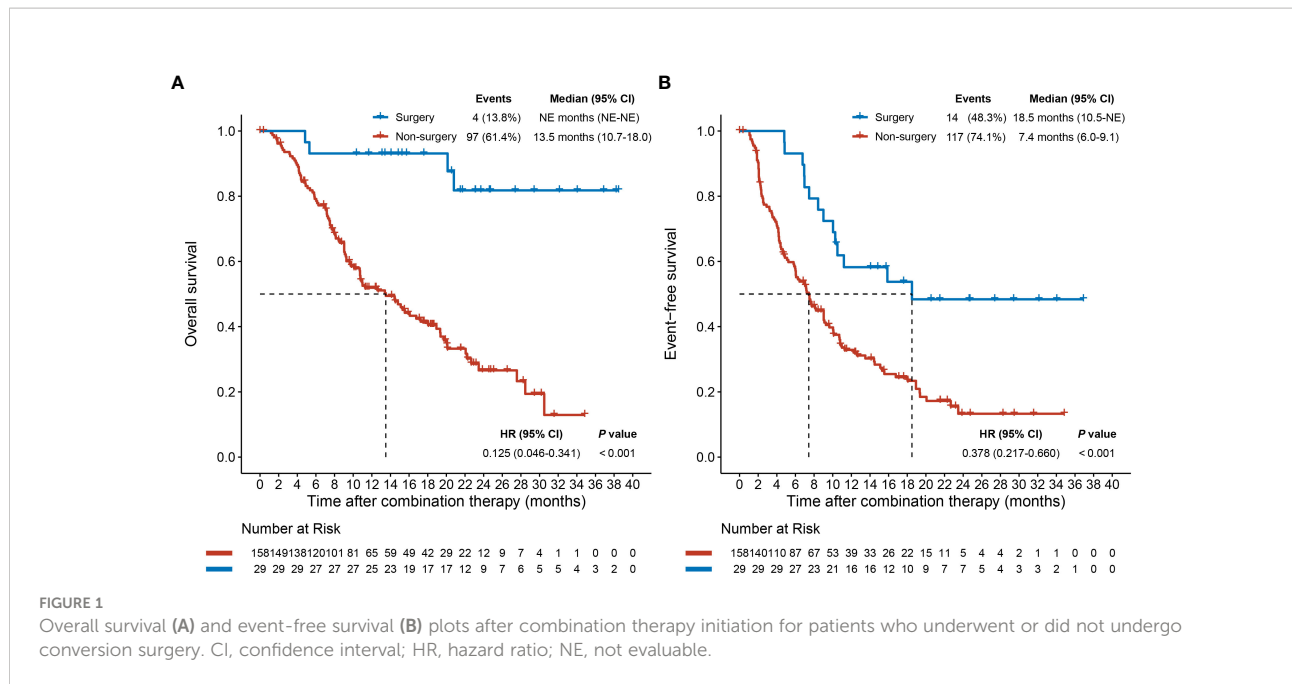 A
Events Median (95% CI)
Surgery 4 (13.8%) NE months (NE-NE)
Non-surgery 97 (61.4%) 13.5 months (10.7-18.0)
1.0
0.8
0.6
0.4
0.2
0.0
Overall survival
HR (95% CI) P value
0.125 (0.046-0.341) < 0.001
0 2 4 6 8 10 12 14 16 18 20 22 24 26 28 30 32 34 36 38 40
Time after combination therapy (months)
Number at Risk
158 149 138 120 101 81 65 59 49 42 29 22 12 9 7 4 1 1 0 0 0
29 29 29 27 27 27 25 23 19 17 17 12 9 7 6 5 5 4 3 2 0
B
Events Median (95% CI)
Surgery 14 (48.3%) 18.5 months (10.5-NE)
Non-surgery 117 (74.1%) 7.4 months (6.0-9.1)
1.0
0.8
0.6
0.4
0.2
0.0
Event-free survival
HR (95% CI) P value
0.378 (0.217-0.660) < 0.001
0 2 4 6 8 10 12 14 16 18 20 22 24 26 28 30 32 34 36 38 40
Time after combination therapy (months)
Number at Risk
158 140 110 87 67 53 39 33 26 22 15 11 5 4 4 2 1 1 0 0 0
29 29 29 27 23 21 16 16 12 10 9 7 7 5 4 3 3 2 1 0 0
FIGURE 1
Overall survival (A) and event-free survival (B) plots after combination therapy initiation for patients who underwent or did not undergo
conversion surgery. CI, confidence interval; HR, hazard ratio; NE, not evaluable.